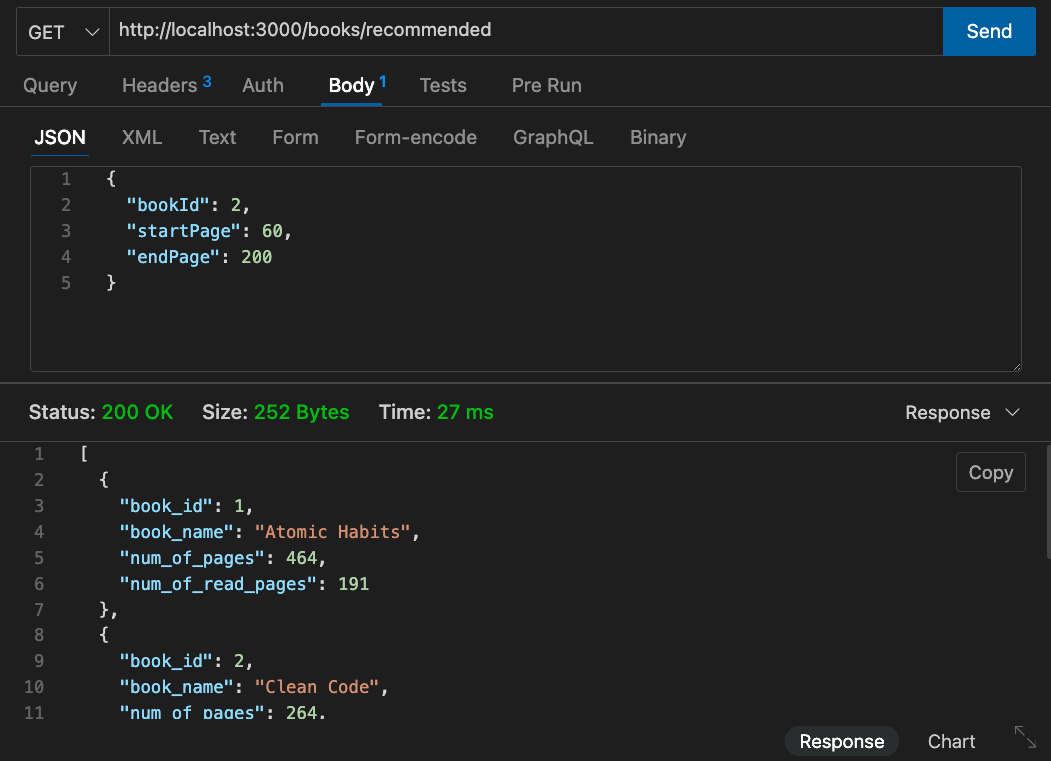 GET http://localhost:3000/books/recommended Send
Query Headers 3 Auth Body 1 Tests Pre Run
JSON XML Text Form Form-encode GraphQL Binary
1 {
2 "bookId": 2,
3 "startPage": 60,
4 "endPage": 200
5 }
Status: 200 OK Size: 252 Bytes Time: 27 ms Response
Copy
1 [
2 {
3 "book_id": 1,
4 "book_name": "Atomic Habits",
5 "num_of_pages": 464,
6 "num_of_read_pages": 191
7 },
8 {
9 "book_id": 2,
10 "book_name": "Clean Code",
11 "num_of_pages": 264,
Response Chart